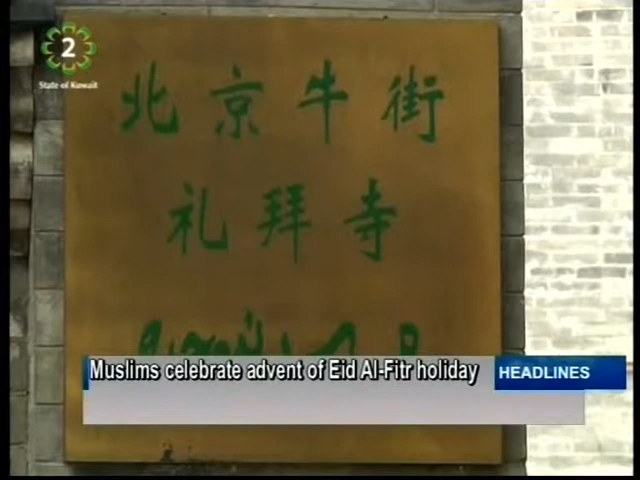 2
State of Kuwait
北京牛街
礼拜寺
Muslims celebrate advent of Eid Al-Fitr holiday
HEADLINES